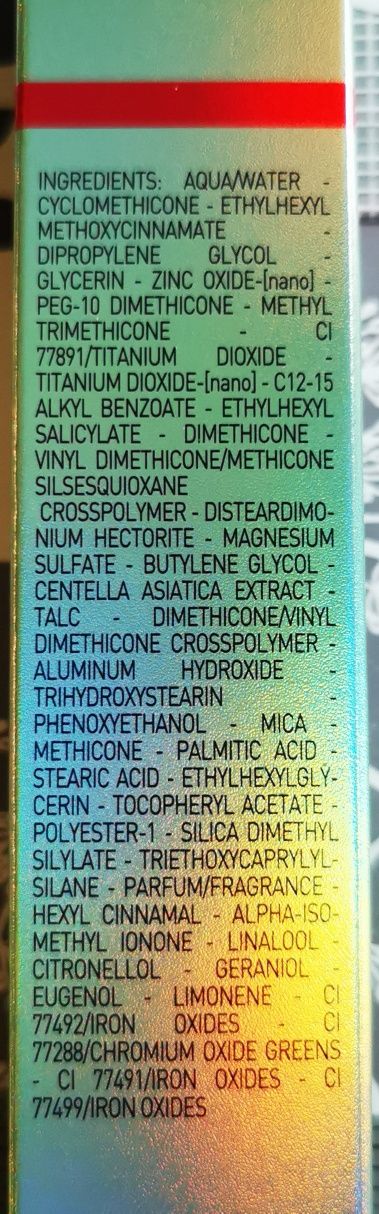 INGREDIENTS: AQUA/WATER -
CYCLOMETHICONE - ETHYLHEXYL
METHOXYCINNAMATE -
DIPROPYLENE GLYCOL -
GLYCERIN - ZINC OXIDE-[nano] -
PEG-10 DIMETHICONE - METHYL
TRIMETHICONE - CI
77891/TITANIUM DIOXIDE -
TITANIUM DIOXIDE-[nano] - C12-15
ALKYL BENZOATE - ETHYLHEXYL
SALICYLATE - DIMETHICONE -
VINYL DIMETHICONE/METHICONE
SILSESQUIOXANE
CROSSPOLYMER - DISTEARDIMO-
NIUM HECTORITE - MAGNESIUM
SULFATE - BUTYLENE GLYCOL -
CENTELLA ASIATICA EXTRACT -
TALC - DIMETHICONE/VINYL
DIMETHICONE CROSSPOLYMER -
ALUMINUM HYDROXIDE -
TRIHYDROXYSTEARIN -
PHENOXYETHANOL - MICA -
METHICONE - PALMITIC ACID -
STEARIC ACID - ETHYLHEXYLGLY-
CERIN - TOCOPHERYL ACETATE -
POLYESTER-1 - SILICA DIMETHYL
SILYLATE - TRIETHOXYCAPRYLYL-
SILANE - PARFUM/FRAGRANCE -
HEXYL CINNAMAL - ALPHA-ISO-
METHYL IONONE - LINALOOL -
CITRONELLOL - GERANIOL -
EUGENOL - LIMONENE - CI
77492/IRON OXIDES - CI
77288/CHROMIUM OXIDE GREENS
- CI 77491/IRON OXIDES - CI
77499/IRON OXIDES